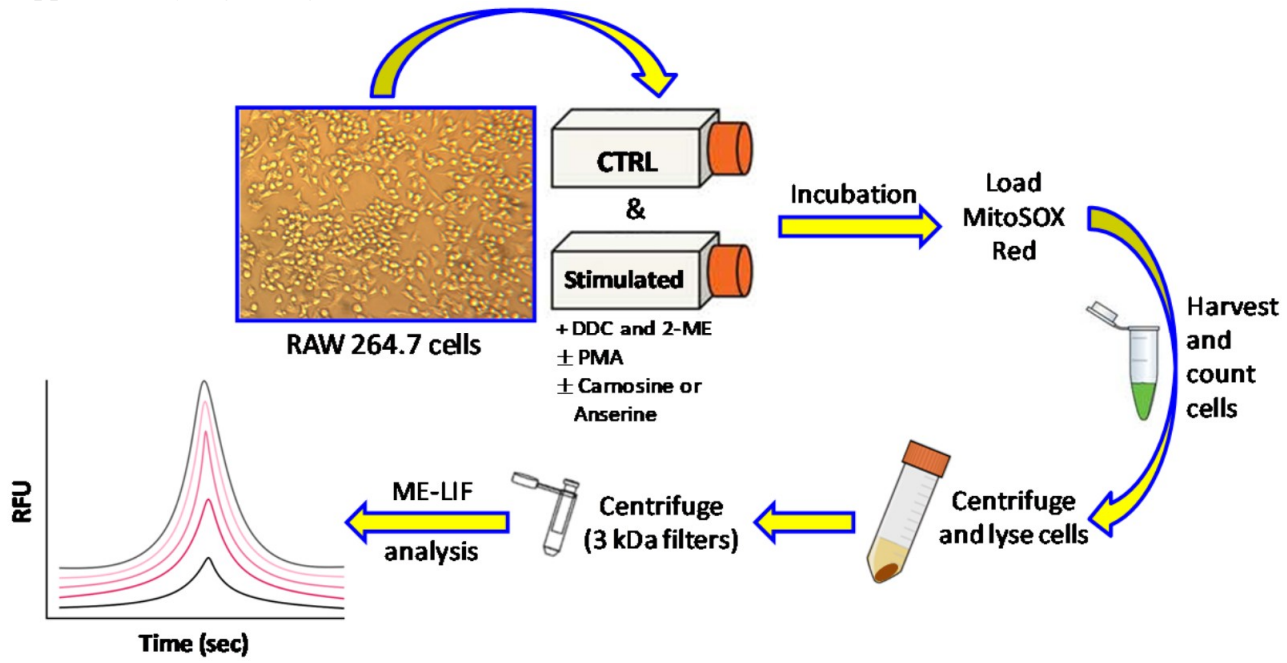 RAW 264.7 cells
CTRL
&
Stimulated
+ DDC and 2-ME
± PMA
± Carnosine or
Anserine
Incubation
Load
MitoSOX
Red
Harvest
and
count
cells
Centrifuge
and lyse cells
Centrifuge
(3 kDa filters)
ME-LIF
analysis
RFU
Time (sec)